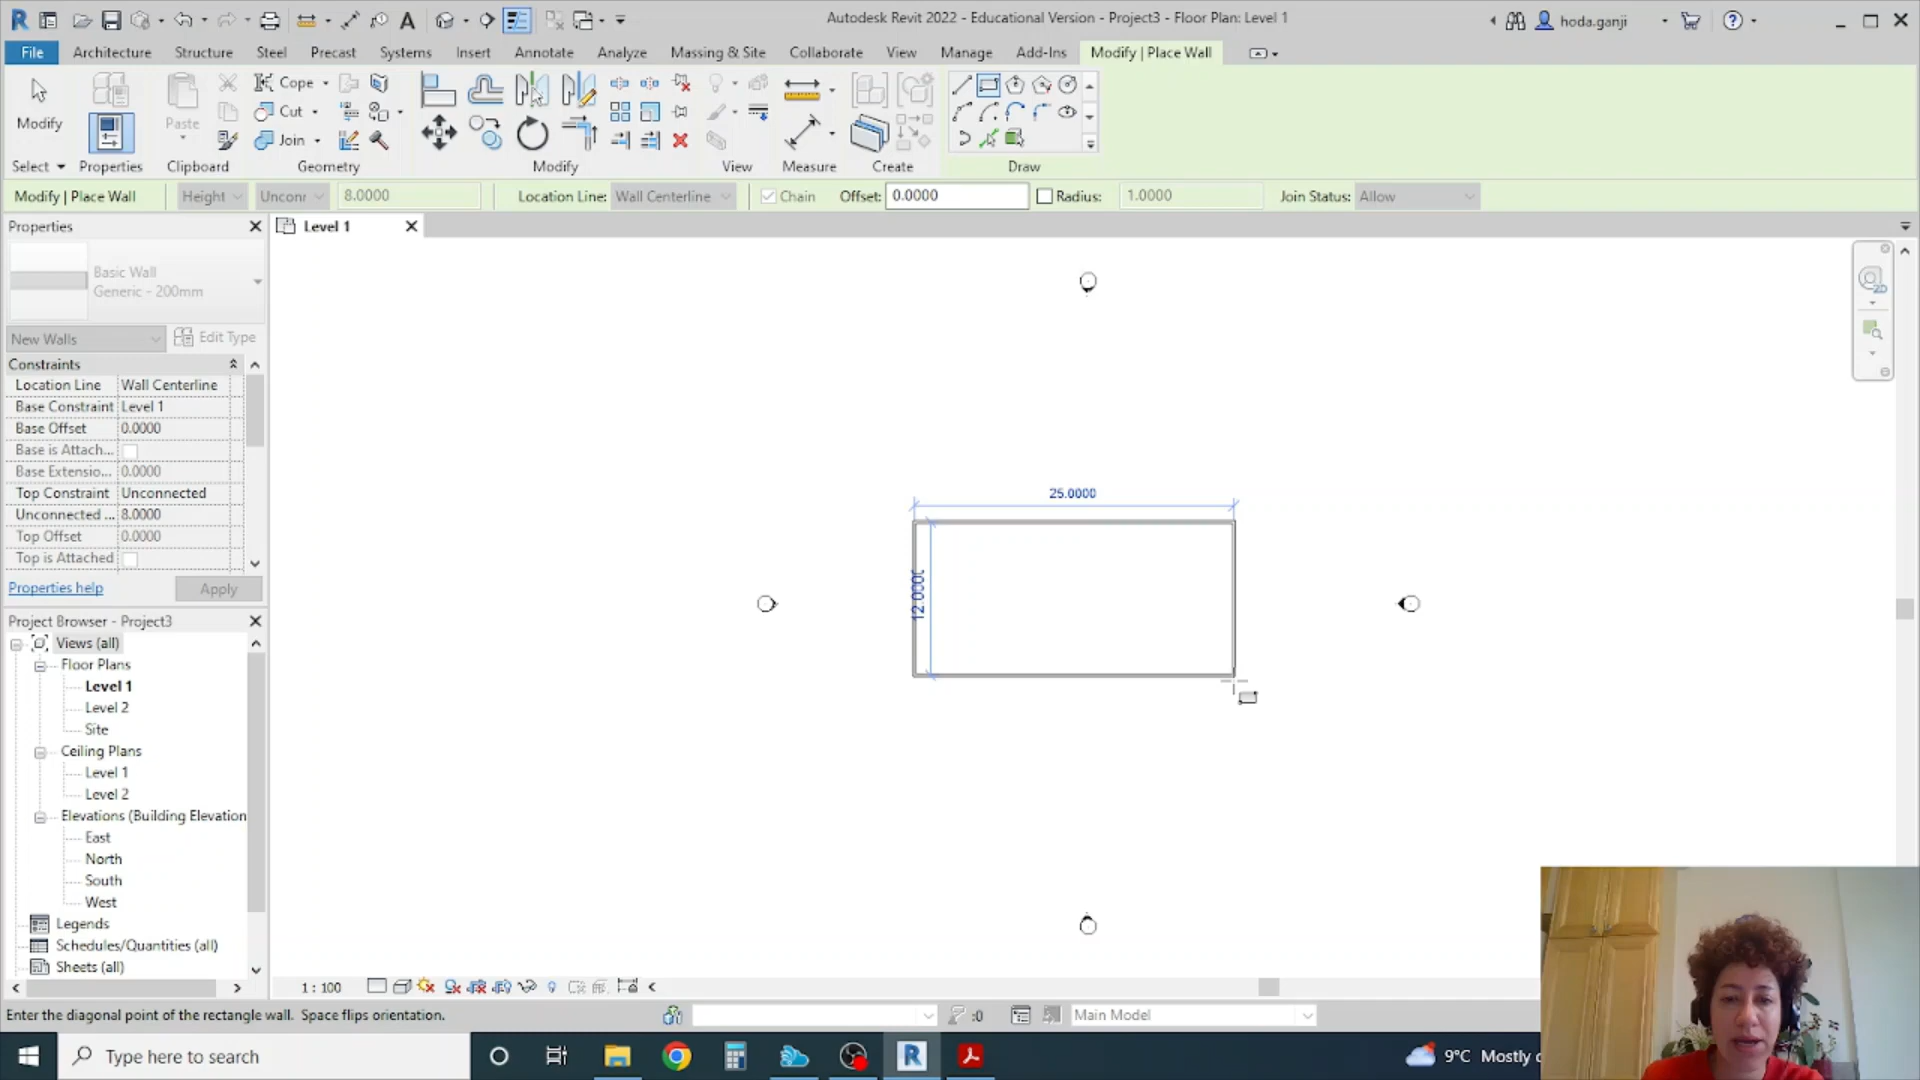 Autodesk Revit 2022 - Educational Version - Project3 - Floor Plan: Level 1
hoda.ganji
File Architecture Structure Steel Precast Systems Insert Annotate Analyze Massing & Site Collaborate View Manage Add-Ins Modify | Place Wall
Modify
Paste
Cope
Cut
Join
Select Properties Clipboard Geometry Modify View Measure Create Draw
Modify | Place Wall Height Unconr 8.0000 Location Line: Wall Centerline Chain Offset: 0.0000 Radius: 1.0000 Join Status: Allow
Properties
Level 1
Basic Wall
Generic - 200mm
New Walls Edit Type
Constraints
Location Line Wall Centerline
Base Constraint Level 1
Base Offset 0.0000
Base is Attach...
Base Extensio... 0.0000
Top Constraint Unconnected
Unconnected ... 8.0000
Top Offset 0.0000
Top is Attached
Properties help Apply
25.0000
12.0000
Project Browser - Project3
Views (all)
Floor Plans
Level 1
Level 2
Site
Ceiling Plans
Level 1
Level 2
Elevations (Building Elevation
East
North
South
West
Legends
Schedules/Quantities (all)
Sheets (all)
1 : 100
Enter the diagonal point of the rectangle wall. Space flips orientation.
:0
Main Model
Type here to search
9°C Mostly